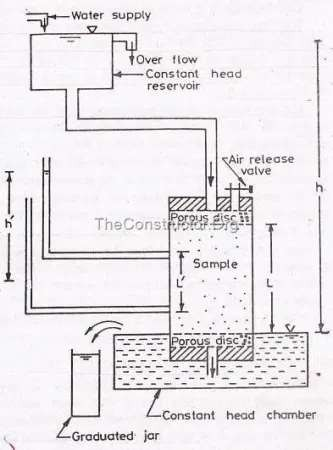 Water supply
Over flow
Constant head
reservoir
Air release
valve
h
Porous disc
TheConstructor.Org
h'
Sample
L'
L
Porous disc
Constant head chamber
Graduated jar